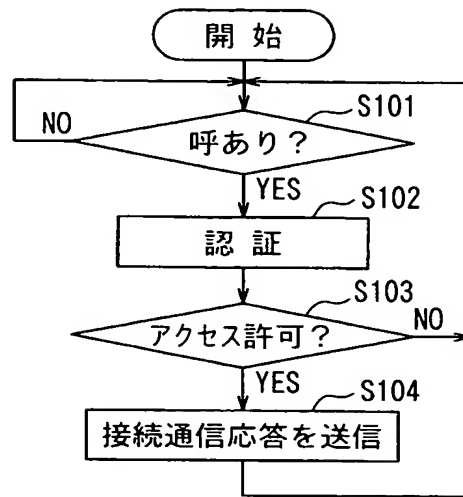 開始
S101
NO
呼あり?
YES
S102
認証
S103
アクセス許可?
NO
YES
S104
接続通信応答を送信